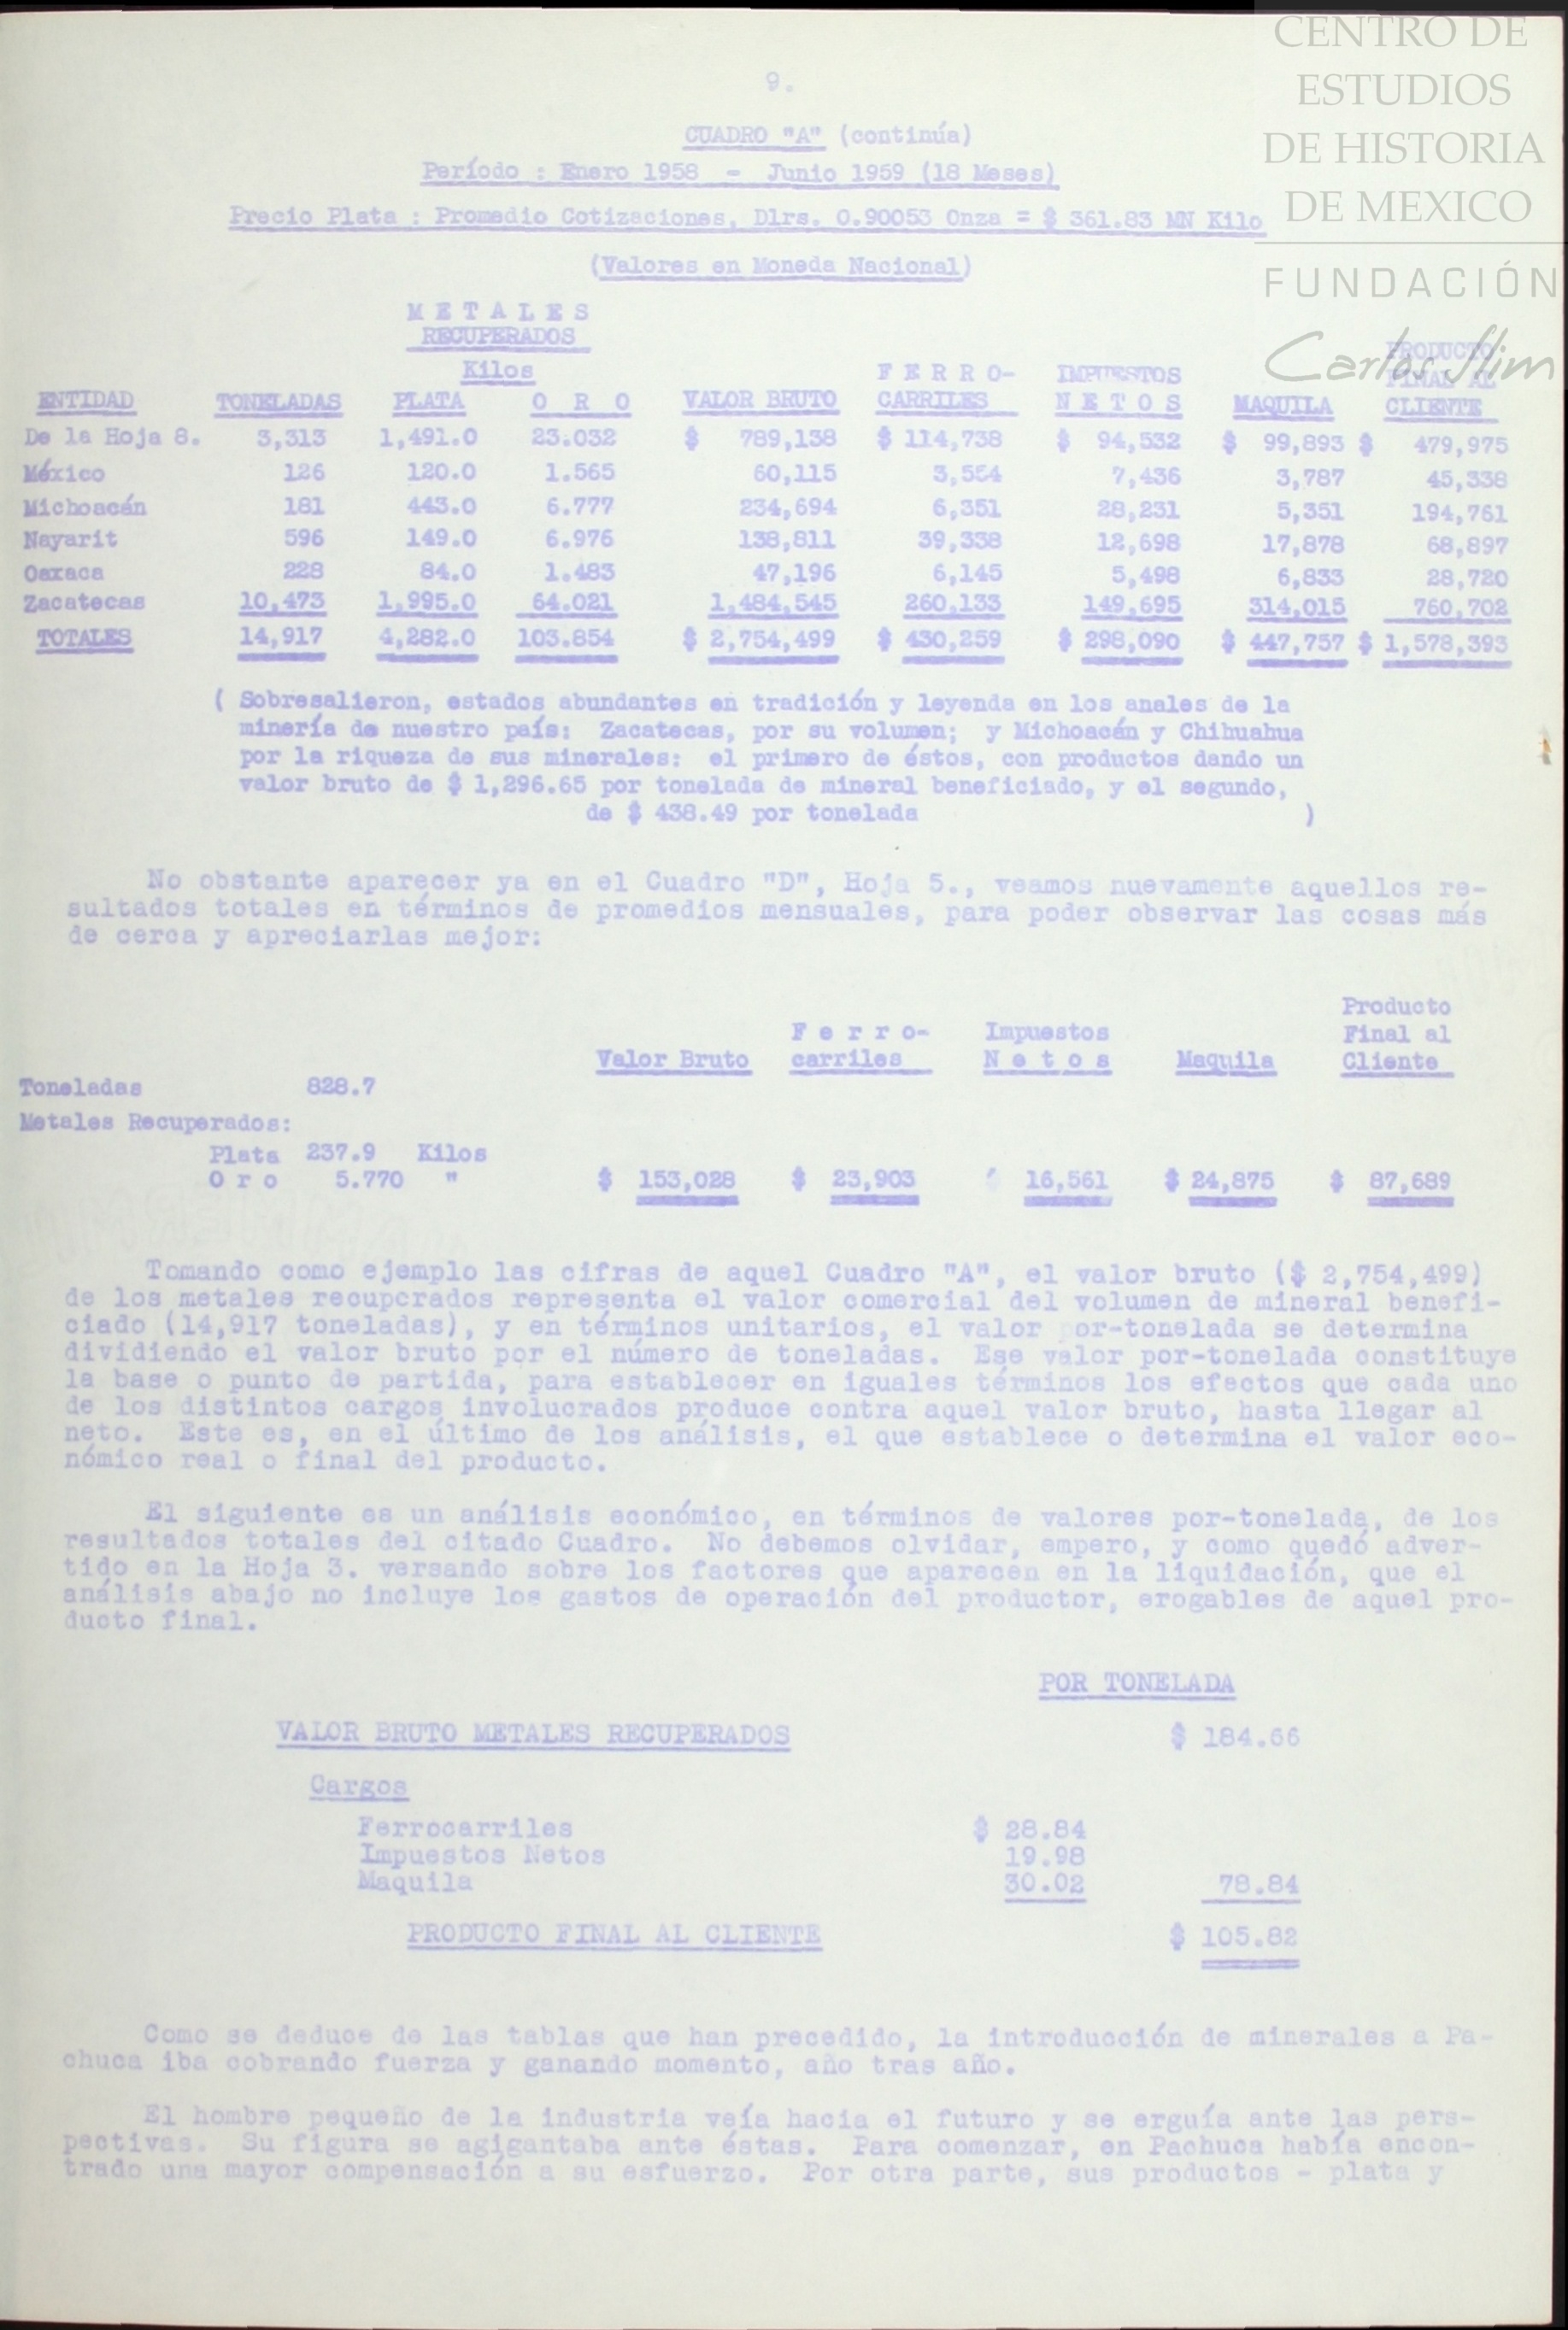 CENTRO DE
ESTUDIOS
DE HISTORIA
DE MEXICO
FUNDACIÓN
Carlos Slim
9.
CUADRO "A" (continúa)
Período : Enero 1958 - Junio 1959 (18 Meses)
Precio Plata : Promedio Cotizaciones, Dlrs. 0.90053 Onza = $ 361.83 MN Kilo
(Valores en Moneda Nacional)
M E T A L E S
RECUPERADOS PRODUCTO
Kilos F E R R O- IMPUESTOS FINAL AL
ENTIDAD TONELADAS PLATA O R O VALOR BRUTO CARRILES N E T O S MAQUILA CLIENTE
De la Hoja 8. 3,313 1,491.0 23.032 $ 789,138 $ 114,738 $ 94,532 $ 99,893 $ 479,975
México 126 120.0 1.565 60,115 3,554 7,436 3,787 45,338
Michoacán 181 443.0 6.777 234,694 6,351 28,231 5,351 194,761
Nayarit 596 149.0 6.976 138,811 39,338 12,698 17,878 68,897
Oaxaca 228 84.0 1.483 47,196 6,145 5,498 6,833 28,720
Zacatecas 10,473 1,995.0 64.021 1,484,545 260,133 149,695 314,015 760,702
TOTALES 14,917 4,282.0 103.854 $ 2,754,499 $ 430,259 $ 298,090 $ 447,757 $ 1,578,393
( Sobresalieron, estados abundantes en tradición y leyenda en los anales de la
minería de nuestro país: Zacatecas, por su volumen; y Michoacán y Chihuahua
por la riqueza de sus minerales: el primero de éstos, con productos dando un
valor bruto de $ 1,296.65 por tonelada de mineral beneficiado, y el segundo,
de $ 438.49 por tonelada )
No obstante aparecer ya en el Cuadro "D", Hoja 5., veamos nuevamente aquellos re-
sultados totales en términos de promedios mensuales, para poder observar las cosas más
de cerca y apreciarlas mejor:
Producto
F e r r o- Impuestos Final al
Valor Bruto carriles N e t o s Maquila Cliente
Toneladas 828.7
Metales Recuperados:
Plata 237.9 Kilos
O r o 5.770 " $ 153,028 $ 23,903 $ 16,561 $ 24,875 $ 87,689
Tomando como ejemplo las cifras de aquel Cuadro "A", el valor bruto ($ 2,754,499)
de los metales recuperados representa el valor comercial del volumen de mineral benefi-
ciado (14,917 toneladas), y en términos unitarios, el valor or-tonelada se determina
dividiendo el valor bruto por el número de toneladas. Ese valor por-tonelada constituye
la base o punto de partida, para establecer en iguales términos los efectos que cada uno
de los distintos cargos involucrados produce contra aquel valor bruto, hasta llegar al
neto. Este es, en el último de los análisis, el que establece o determina el valor eco-
nómico real o final del producto.
El siguiente es un análisis económico, en términos de valores por-tonelada, de los
resultados totales del citado Cuadro. No debemos olvidar, empero, y como quedó adver-
tido en la Hoja 3. versando sobre los factores que aparecen en la liquidación, que el
análisis abajo no incluye los gastos de operación del productor, erogables de aquel pro-
ducto final.
POR TONELADA
VALOR BRUTO METALES RECUPERADOS $ 184.66
Cargos
Ferrocarriles $ 28.84
Impuestos Netos 19.98
Maquila 30.02 78.84
PRODUCTO FINAL AL CLIENTE $ 105.82
Como se deduce de las tablas que han precedido, la introducción de minerales a Pa-
chuca iba cobrando fuerza y ganando momento, año tras año.
El hombre pequeño de la industria veía hacia el futuro y se erguía ante las pers-
pectivas. Su figura se agigantaba ante éstas. Para comenzar, en Pachuca había encon-
trado una mayor compensación a su esfuerzo. Por otra parte, sus productos - plata y